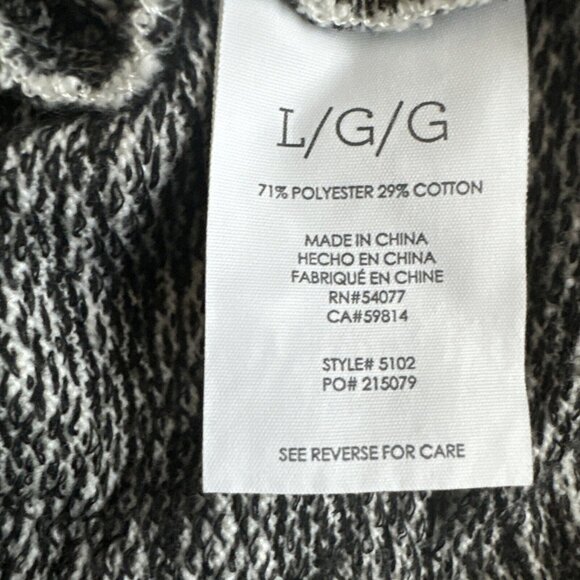 L/G/G
71% POLYESTER 29% COTTON
MADE IN CHINA
HECHO EN CHINA
FABRIQUÉ EN CHINE
RN#54077
CA#59814
STYLE# 5102
PO# 215079
SEE REVERSE FOR CARE